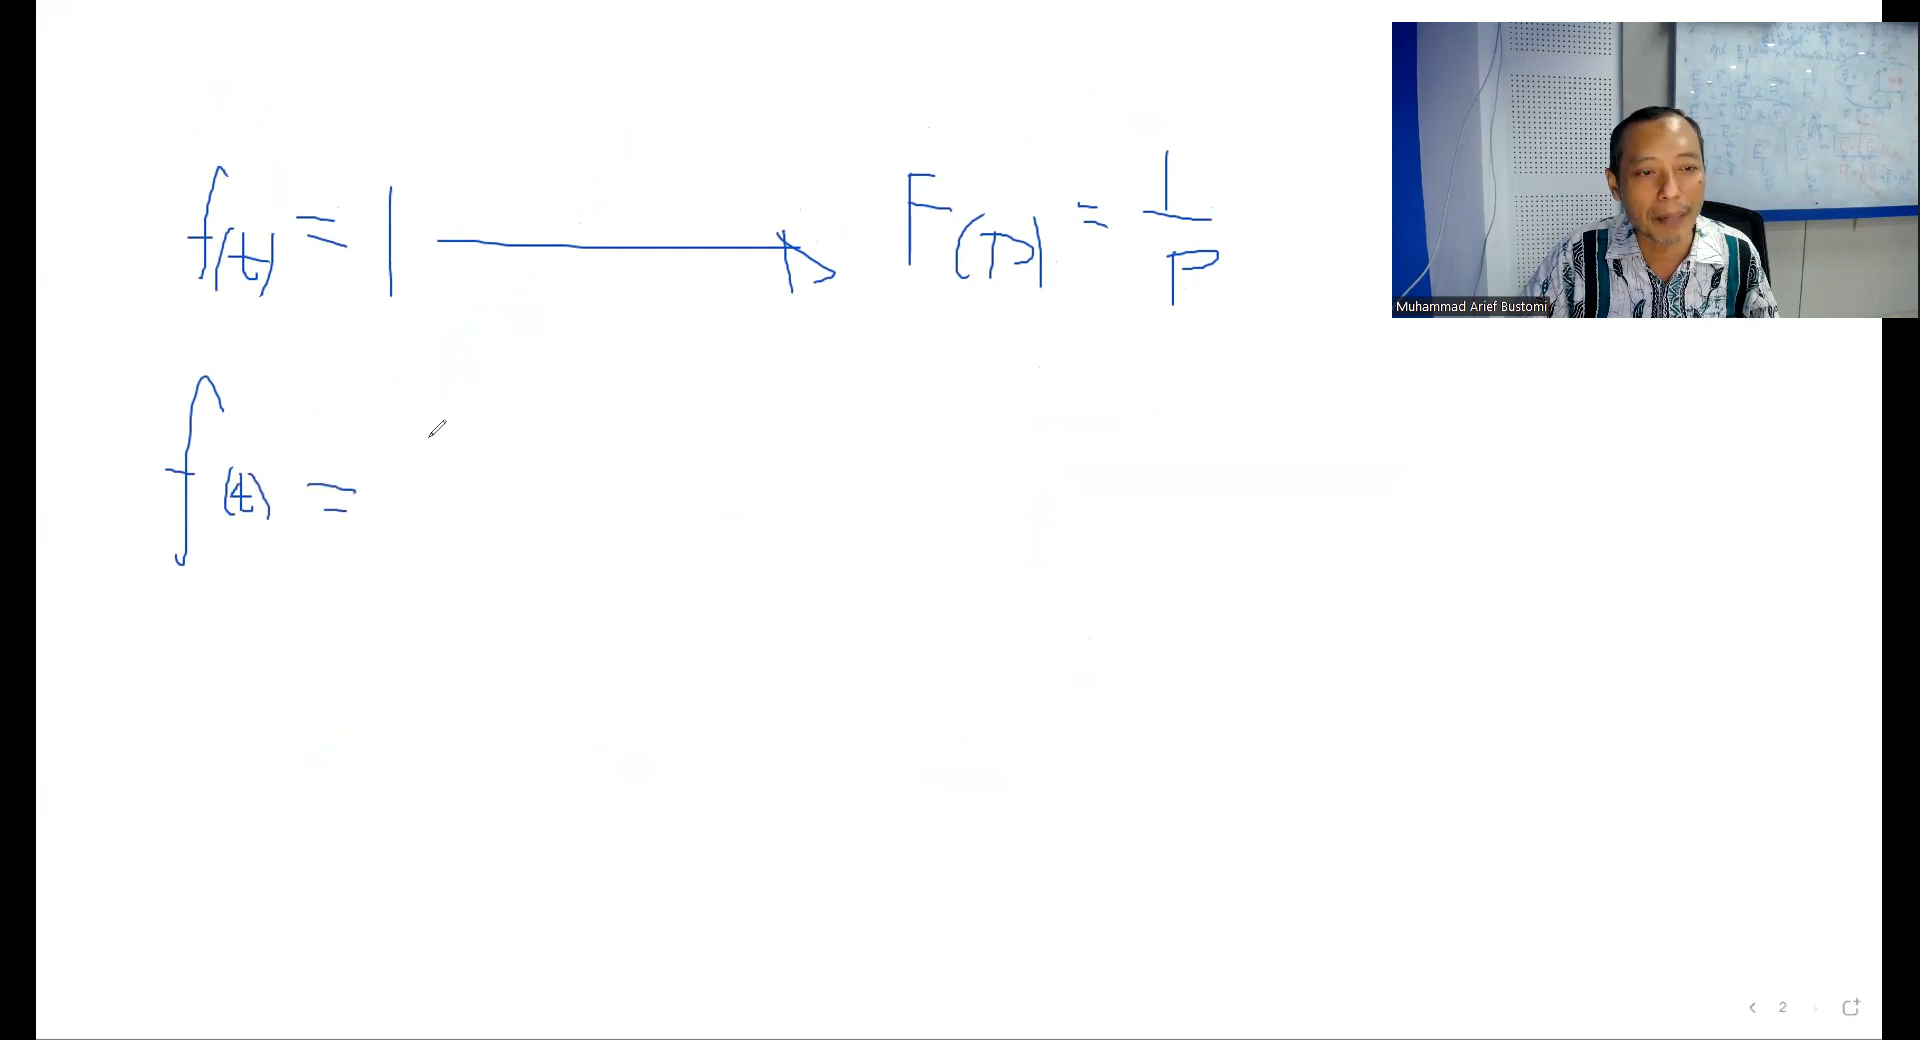 f(t) = 1 → F(p) = 1/p
f(t) =
Muhammad Arief Bustomi
2